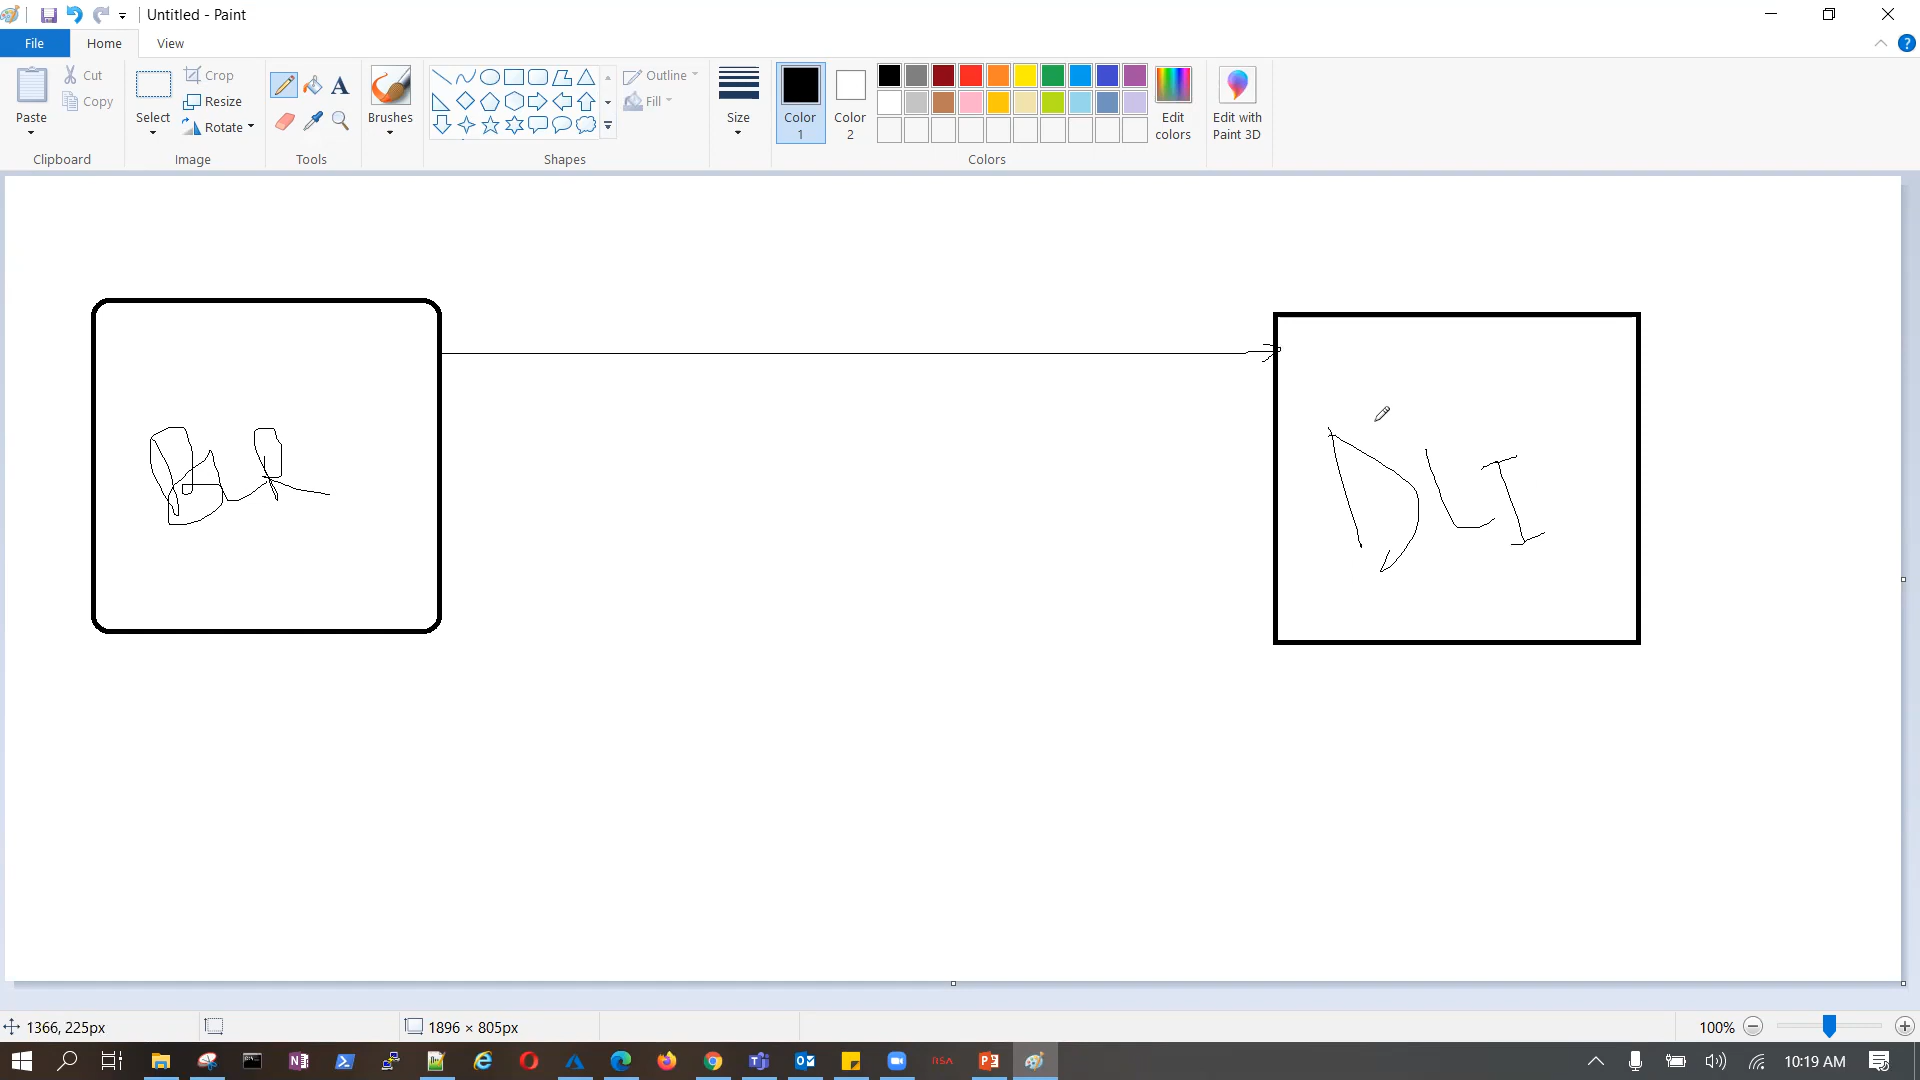 Untitled - Paint
File Home View
Paste
Cut
Copy
Clipboard
Select
Crop
Resize
Rotate
Image
A
Tools
Brushes
Shapes
Outline
Fill
Size
Color 1
Color 2
Edit colors
Colors
Edit with Paint 3D
DLI
1366, 225px
1896 × 805px
100%
10:19 AM